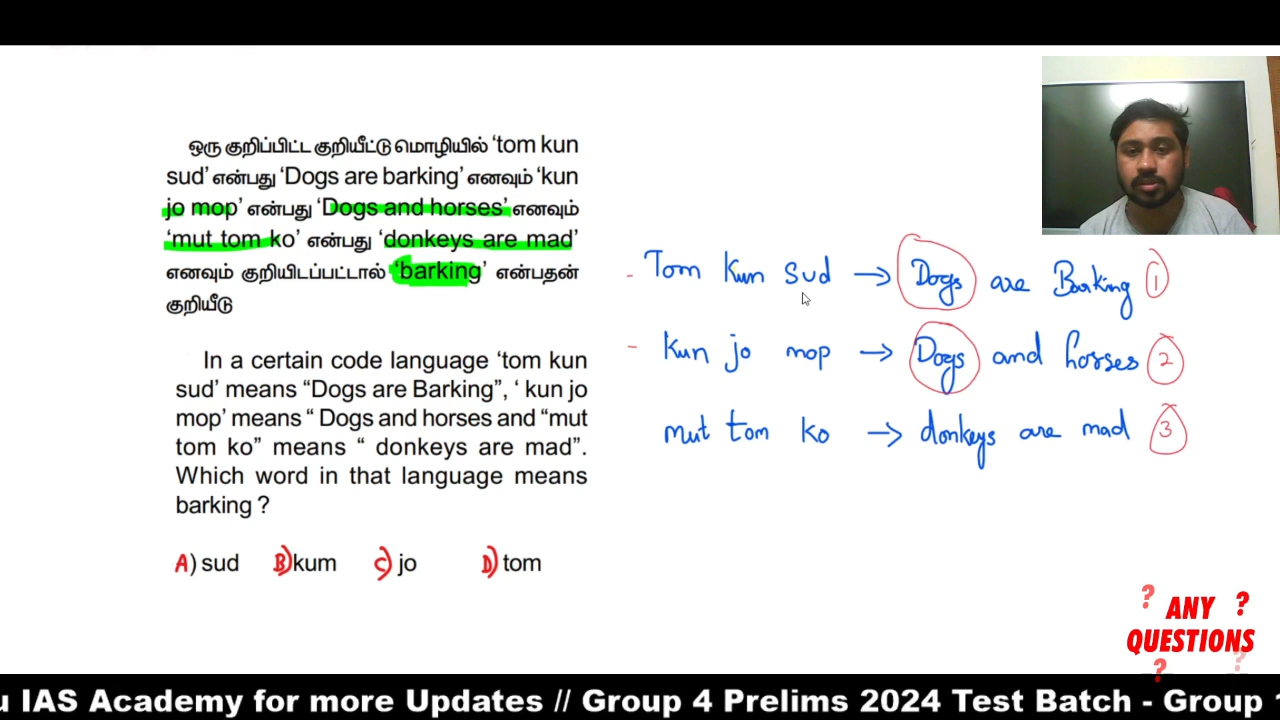 ஒரு குறிப்பிட்ட குறியீட்டு மொழியில் ‘tom kun
sud’ என்பது ‘Dogs are barking’ எனவும் ‘kun
jo mop’ என்பது ‘Dogs and horses’ எனவும்
‘mut tom ko’ என்பது ‘donkeys are mad’
எனவும் குறியிடப்பட்டால் ‘barking’ என்பதன்
குறியீடு
In a certain code language ‘tom kun
sud’ means “Dogs are Barking”, ‘ kun jo
mop’ means “ Dogs and horses and “mut
tom ko” means “ donkeys are mad”.
Which word in that language means
barking ?
A) sud B) kum C) jo D) tom
- Tom Kun Sud → Dogs are Barking 1
- Kun jo mop → Dogs and horses 2
mut tom ko → donkeys are mad 3
? ANY ?
QUESTIONS
? ?
u IAS Academy for more Updates // Group 4 Prelims 2024 Test Batch - Group